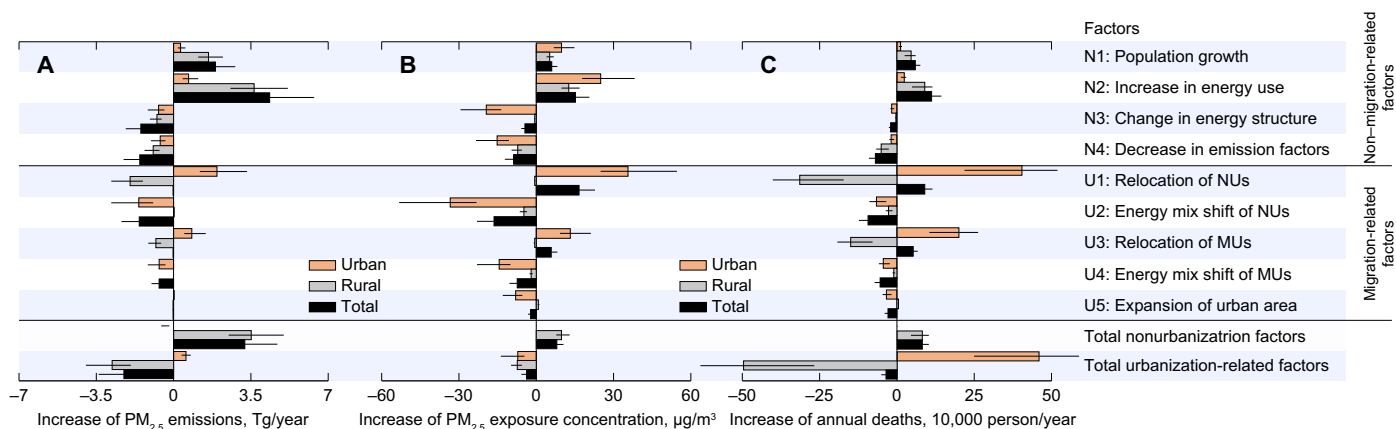 Factors
A
B
C
N1: Population growth
N2: Increase in energy use
N3: Change in energy structure
N4: Decrease in emission factors
Non–migration-related
factors
U1: Relocation of NUs
U2: Energy mix shift of NUs
U3: Relocation of MUs
U4: Energy mix shift of MUs
U5: Expansion of urban area
Migration-related
factors
Urban
Rural
Total
Urban
Rural
Total
Total nonurbanizatrion factors
Total urbanization-related factors
−7 −3.5 0 3.5 7
−60 −30 0 30 60
−50 −25 0 25 50
Increase of PM2.5 emissions, Tg/year
Increase of PM2.5 exposure concentration, μg/m³
Increase of annual deaths, 10,000 person/year